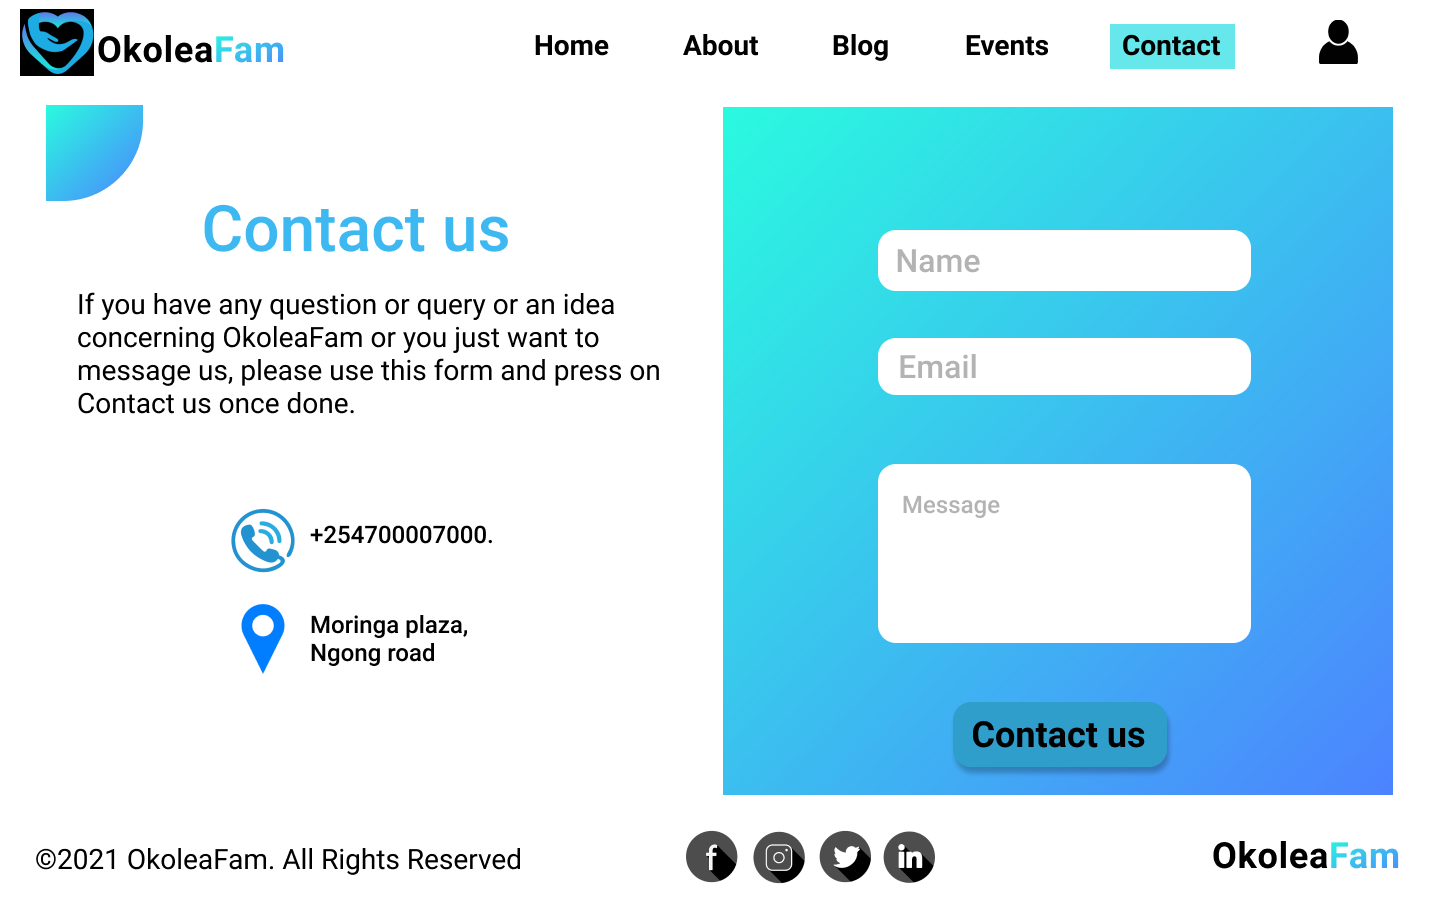 OkoleaFam
Home
About
Blog
Events
Contact
Contact us
If you have any question or query or an idea
concerning OkoleaFam or you just want to
message us, please use this form and press on
Contact us once done.
+254700007000.
Moringa plaza,
Ngong road
Name
Email
Message
Contact us
©2021 OkoleaFam. All Rights Reserved
f
in
OkoleaFam